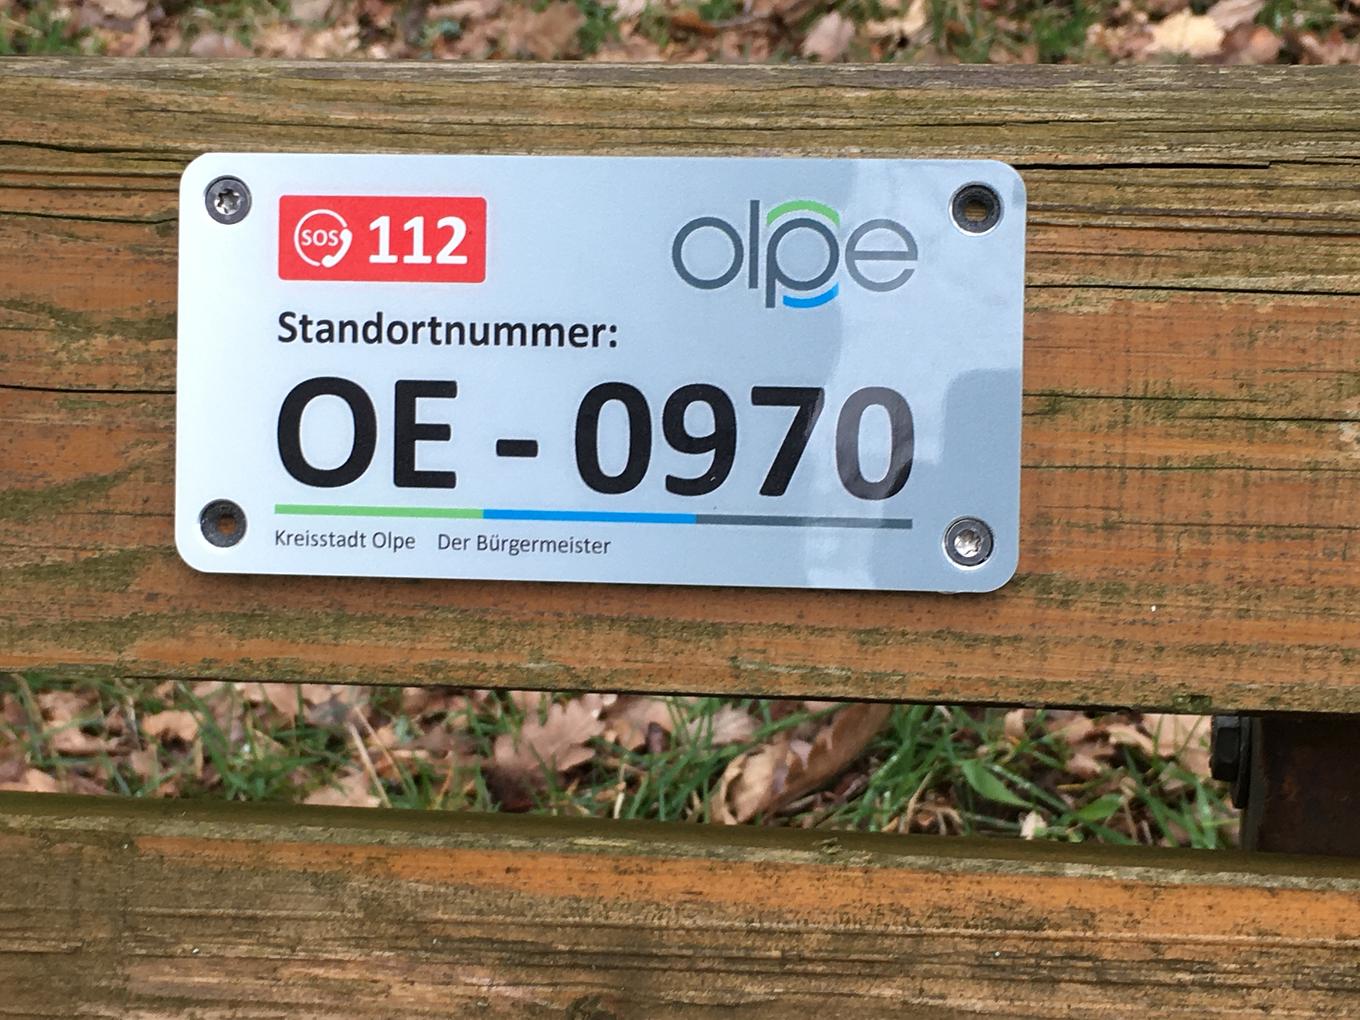 SOS 112
olpe
Standortnummer:
OE - 0970
Kreisstadt Olpe Der Bürgermeister